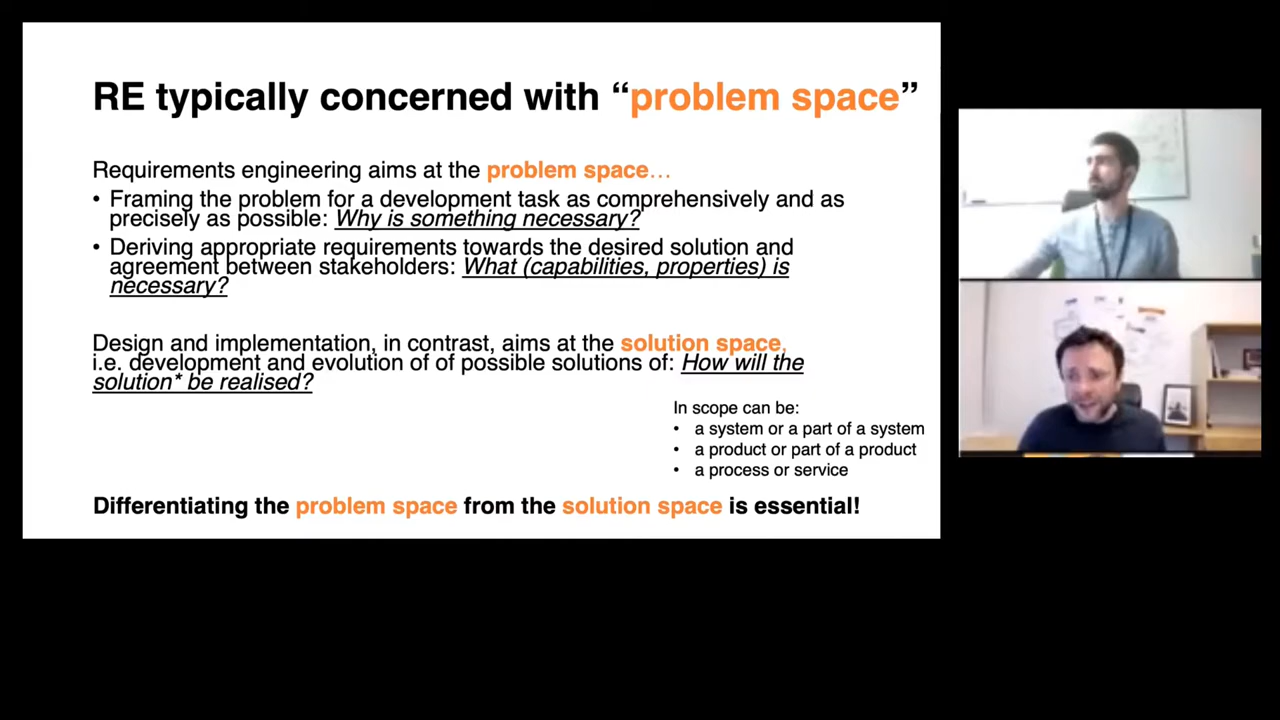 RE typically concerned with “problem space”
Requirements engineering aims at the problem space…
• Framing the problem for a development task as comprehensively and as
precisely as possible: Why is something necessary?
• Deriving appropriate requirements towards the desired solution and
agreement between stakeholders: What (capabilities, properties) is
necessary?
Design and implementation, in contrast, aims at the solution space,
i.e. development and evolution of of possible solutions of: How will the
solution* be realised?
In scope can be:
• a system or a part of a system
• a product or part of a product
• a process or service
Differentiating the problem space from the solution space is essential!